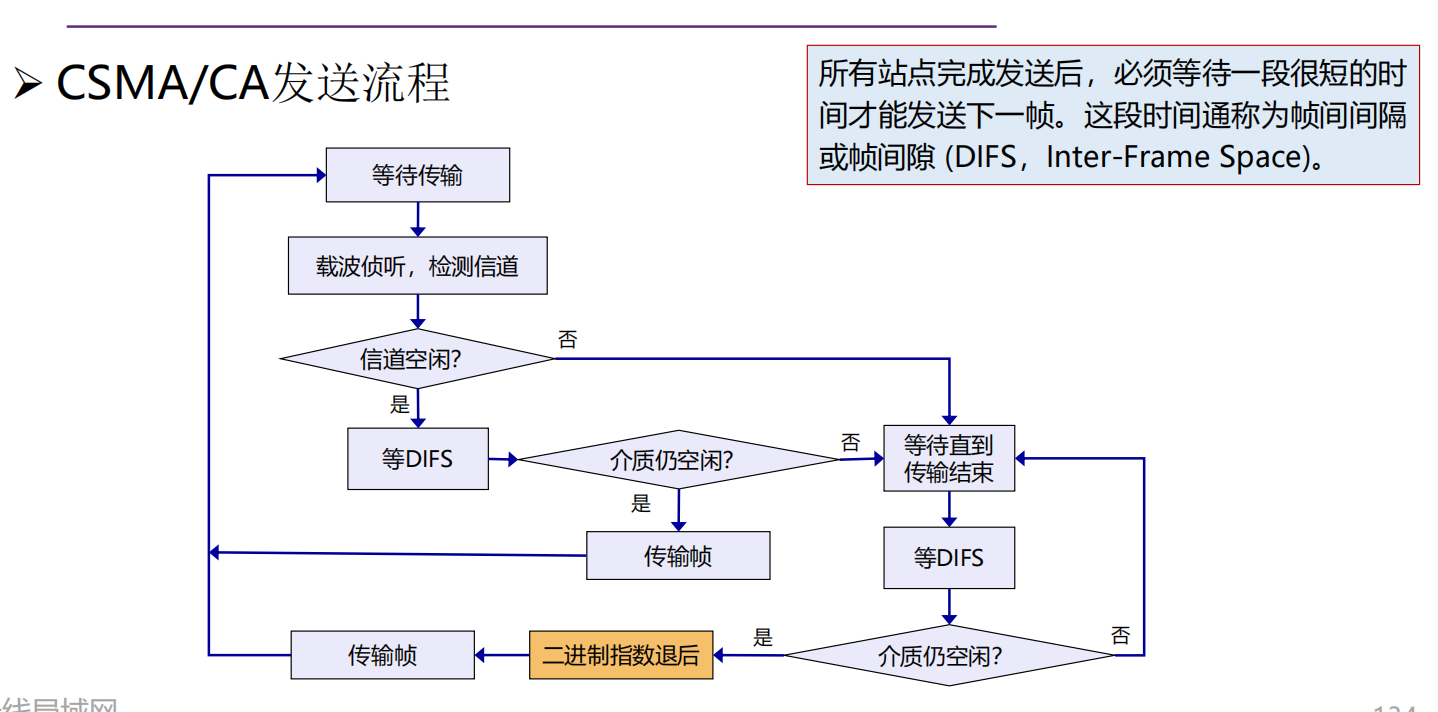 ➢ CSMA/CA发送流程
所有站点完成发送后，必须等待一段很短的时
间才能发送下一帧。这段时间通称为帧间间隔
或帧间隙 (DIFS，Inter-Frame Space)。
等待传输
载波侦听，检测信道
信道空闲？
否
是
等DIFS
介质仍空闲？
否
等待直到
传输结束
是
传输帧
等DIFS
介质仍空闲？
否
是
二进制指数退后
传输帧
线局域网